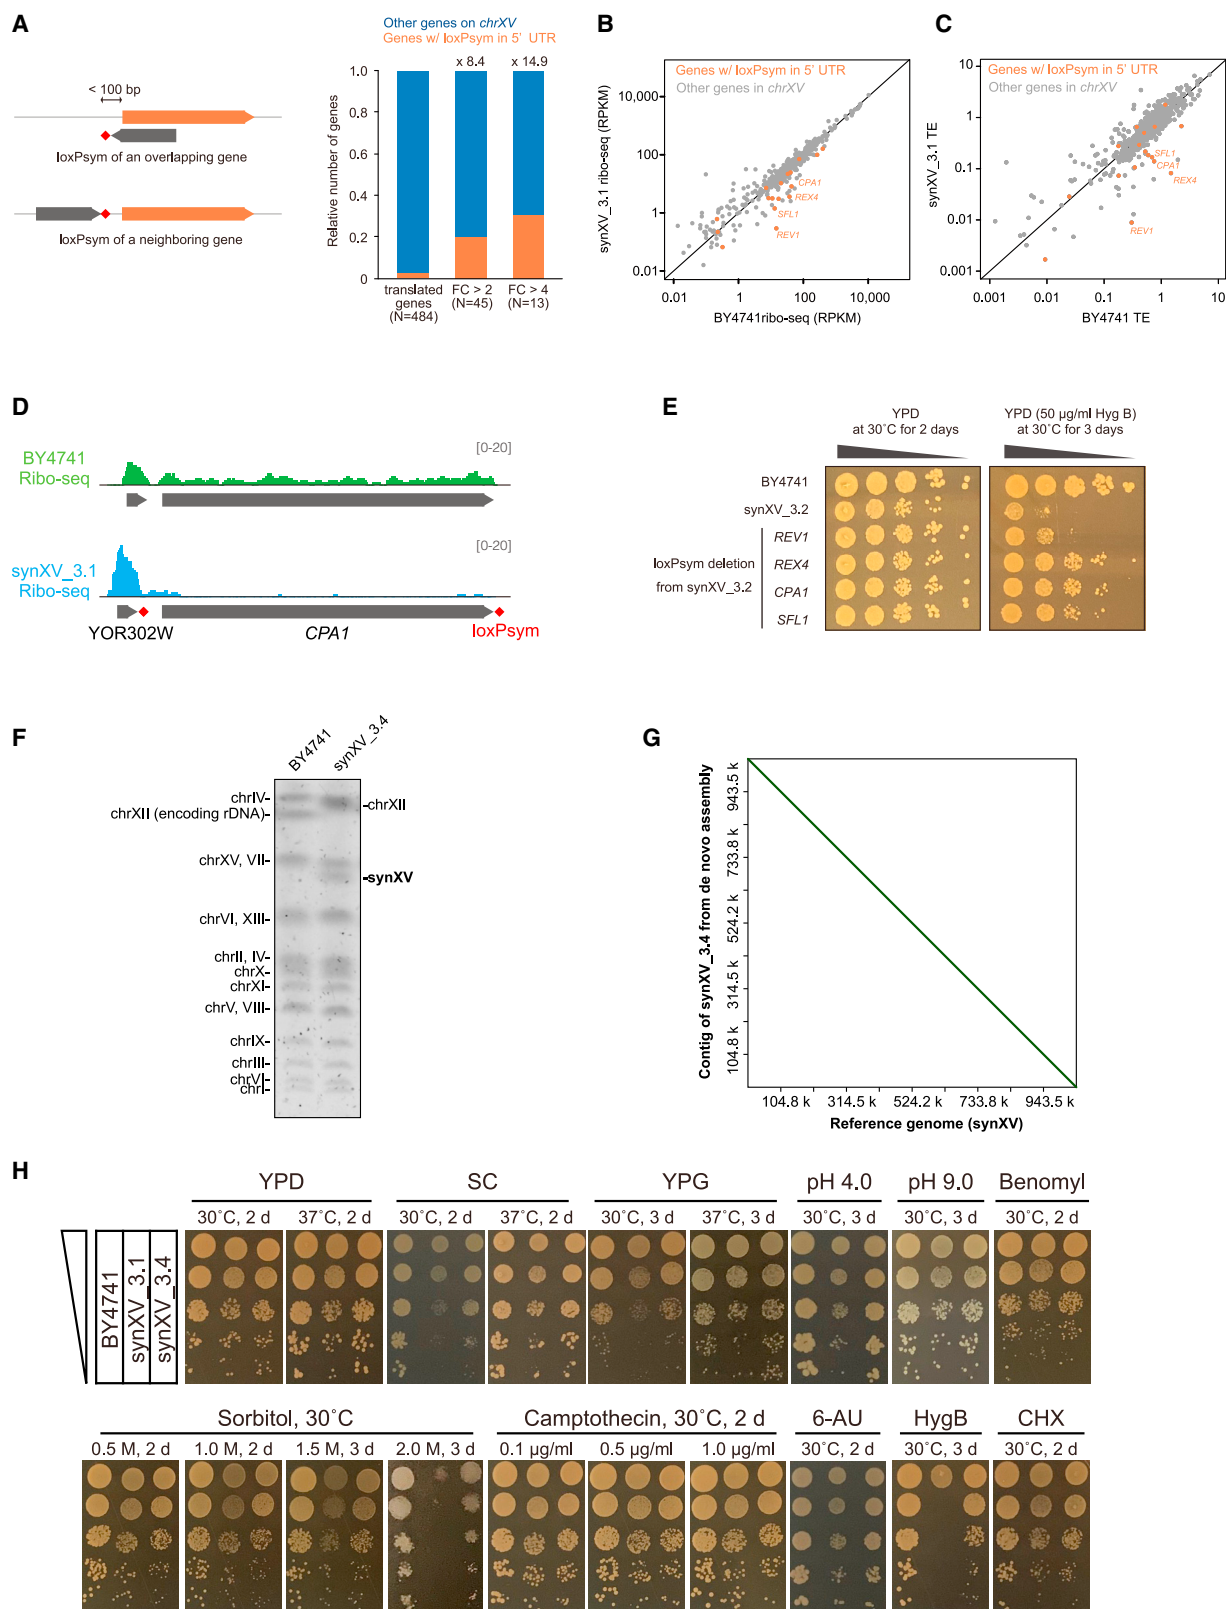 A
Other genes on chrXV
Genes w/ loxPsym in 5' UTR
x 8.4
x 14.9
< 100 bp
loxPsym of an overlapping gene
loxPsym of a neighboring gene
Relative number of genes
1.0
0.8
0.6
0.4
0.2
0
translated genes (N=484)
FC > 2 (N=45)
FC > 4 (N=13)
B
Genes w/ loxPsym in 5' UTR
Other genes in chrXV
synXV_3.1 ribo-seq (RPKM)
10,000
100
1
0.01
CPA1
REX4
SFL1
REV1
0.01
1
100
10,000
BY4741ribo-seq (RPKM)
C
Genes w/ loxPsym in 5' UTR
Other genes in chrXV
synXV_3.1 TE
10
1
0.1
0.01
0.001
SFL1
CPA1
REX4
REV1
0.001
0.01
0.1
1
10
BY4741 TE
D
BY4741
Ribo-seq
[0-20]
synXV_3.1
Ribo-seq
[0-20]
YOR302W
CPA1
loxPsym
E
YPD
at 30˚C for 2 days
YPD (50 µg/ml Hyg B)
at 30˚C for 3 days
BY4741
synXV_3.2
loxPsym deletion
from synXV_3.2
REV1
REX4
CPA1
SFL1
F
BY4741
synXV_3.4
chrIV-
chrXII (encoding rDNA)-
chrXV, VII-
chrVI, XIII-
chrII, IV-
chrX-
chrXI-
chrV, VIII-
chrIX-
chrIII-
chrVI-
chrI-
-chrXII
-synXV
G
Contig of synXV_3.4 from de novo assembly
943.5 k
733.8 k
524.2 k
314.5 k
104.8 k
104.8 k
314.5 k
524.2 k
733.8 k
943.5 k
Reference genome (synXV)
H
BY4741
synXV_3.1
synXV_3.4
YPD
30˚C, 2 d
37˚C, 2 d
SC
30˚C, 2 d
37˚C, 2 d
YPG
30˚C, 3 d
37˚C, 3 d
pH 4.0
30˚C, 3 d
pH 9.0
30˚C, 3 d
Benomyl
30˚C, 2 d
Sorbitol, 30˚C
0.5 M, 2 d
1.0 M, 2 d
1.5 M, 3 d
2.0 M, 3 d
Camptothecin, 30˚C, 2 d
0.1 µg/ml
0.5 µg/ml
1.0 µg/ml
6-AU
30˚C, 2 d
HygB
30˚C, 3 d
CHX
30˚C, 2 d